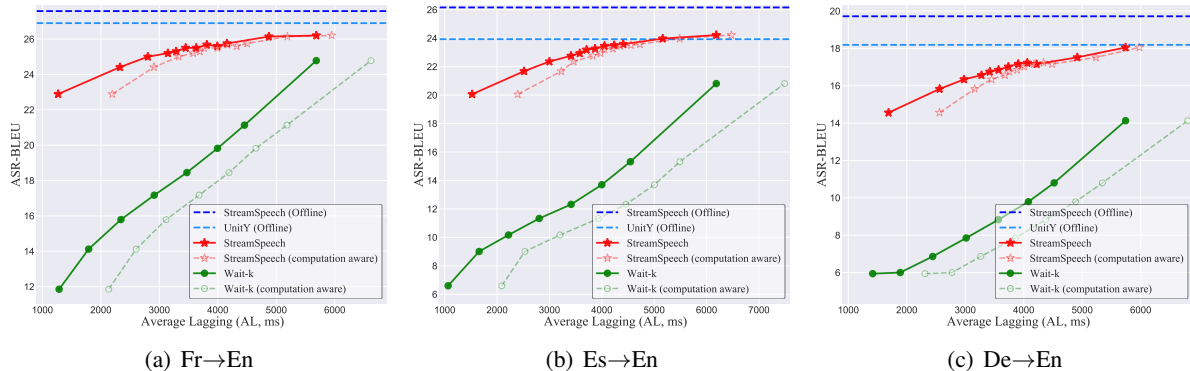 ASR-BLEU
26
24
22
20
18
16
14
12
1000 2000 3000 4000 5000 6000
Average Lagging (AL, ms)
StreamSpeech (Offline)
UnitY (Offline)
StreamSpeech
StreamSpeech (computation aware)
Wait-k
Wait-k (computation aware)
(a) Fr→En
ASR-BLEU
26
24
22
20
18
16
14
12
10
8
6
1000 2000 3000 4000 5000 6000 7000
Average Lagging (AL, ms)
StreamSpeech (Offline)
UnitY (Offline)
StreamSpeech
StreamSpeech (computation aware)
Wait-k
Wait-k (computation aware)
(b) Es→En
ASR-BLEU
20
18
16
14
12
10
8
6
1000 2000 3000 4000 5000 6000
Average Lagging (AL, ms)
StreamSpeech (Offline)
UnitY (Offline)
StreamSpeech
StreamSpeech (computation aware)
Wait-k
Wait-k (computation aware)
(c) De→En